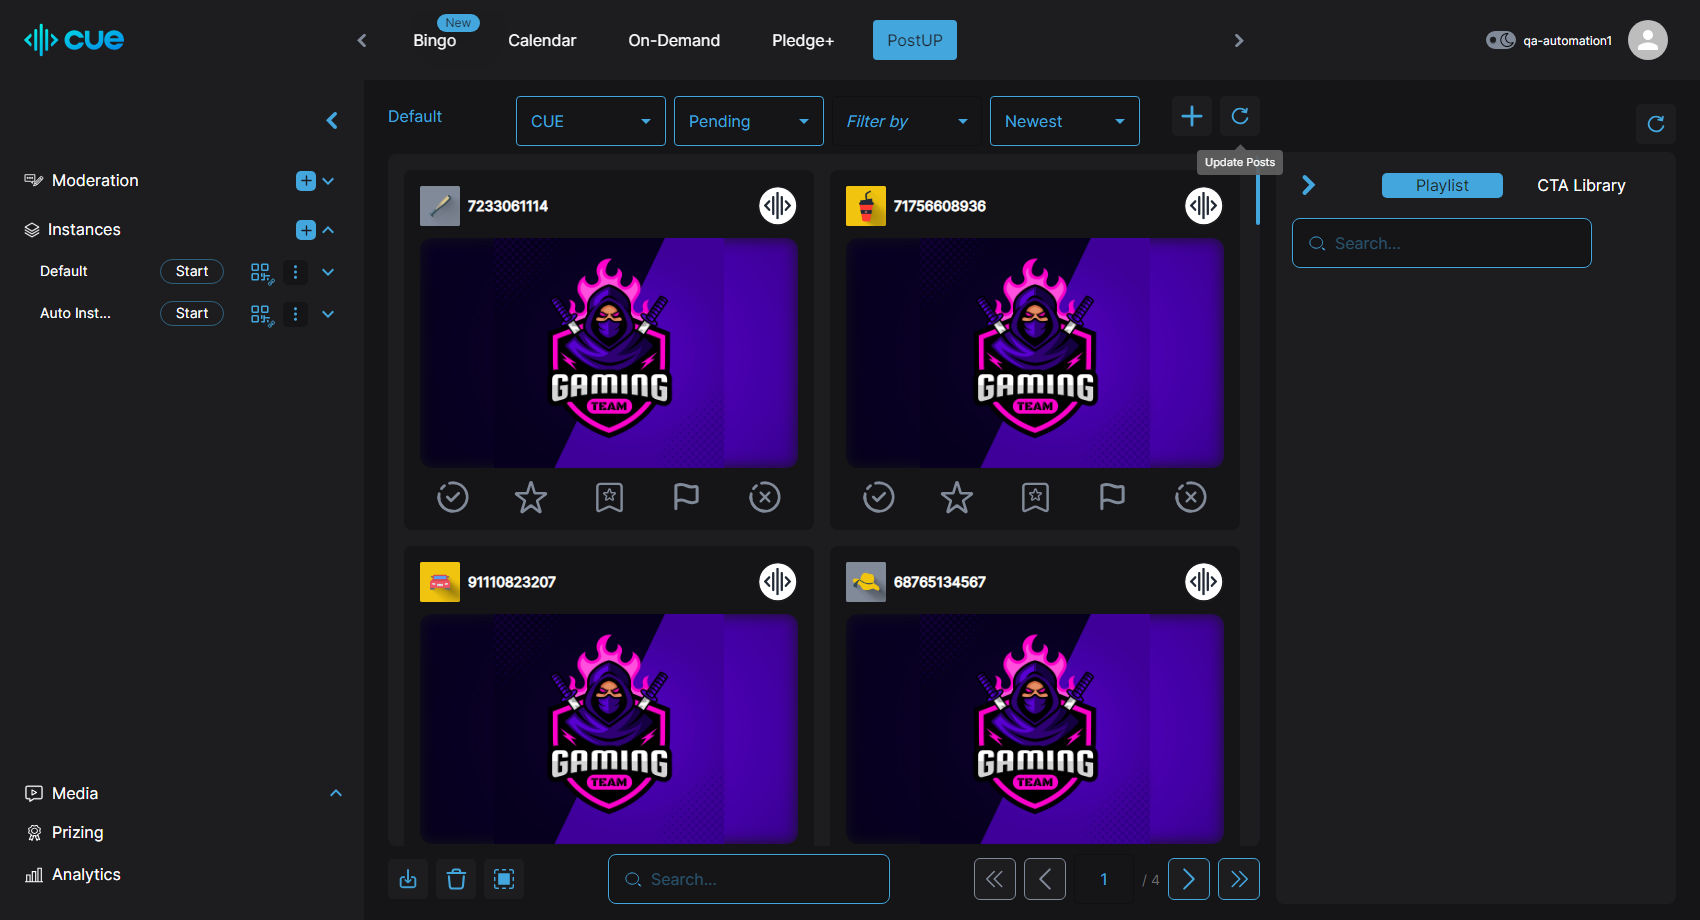 cue
New
Bingo
Calendar
On-Demand
Pledge+
PostUP
qa-automation1
Default
CUE
Pending
Filter by
Newest
Update Posts
Moderation
Instances
Default
Start
Auto Inst...
Start
Media
Prizing
Analytics
7233061114
GAMING
TEAM
71756608936
GAMING
TEAM
91110823207
GAMING
TEAM
68765134567
GAMING
TEAM
Search...
1
/ 4
Playlist
CTA Library
Search...